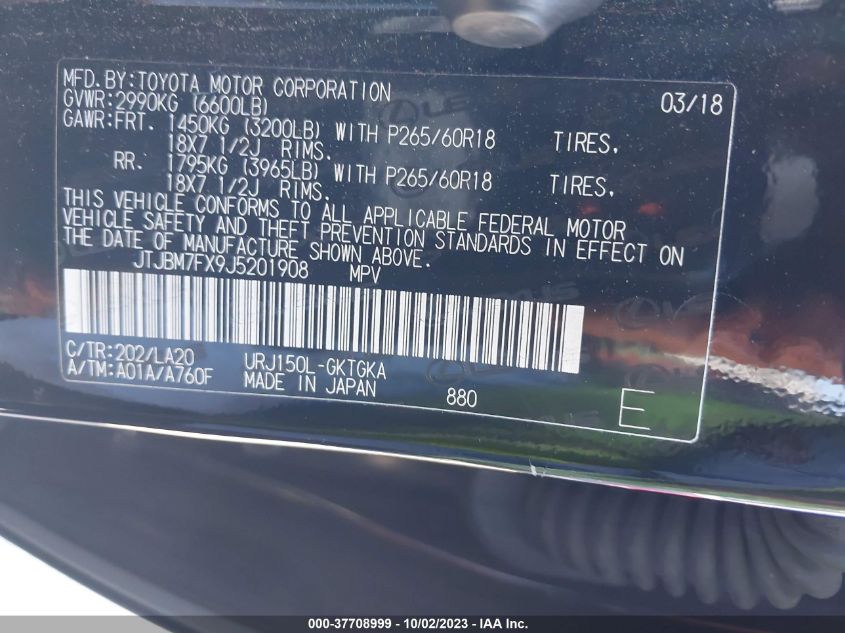 MFD.BY:TOYOTA MOTOR CORPORATION 03/18
GVWR:2990KG (6600LB)
GAWR:FRT. 1450KG (3200LB) WITH P265/60R18 TIRES,
18X7 1/2J RIMS.
RR. 1795KG (3965LB) WITH P265/60R18 TIRES,
18X7 1/2J RIMS.
THIS VEHICLE CONFORMS TO ALL APPLICABLE FEDERAL MOTOR
VEHICLE SAFETY AND THEFT PREVENTION STANDARDS IN EFFECT ON
THE DATE OF MANUFACTURE SHOWN ABOVE.
JTJBM7FX9J5201908 MPV
C/TR:202/LA20 URJ150L-GKTGKA
A/TM:A01A/A760F MADE IN JAPAN 880 E
000-37708999 - 10/02/2023 - IAA Inc.